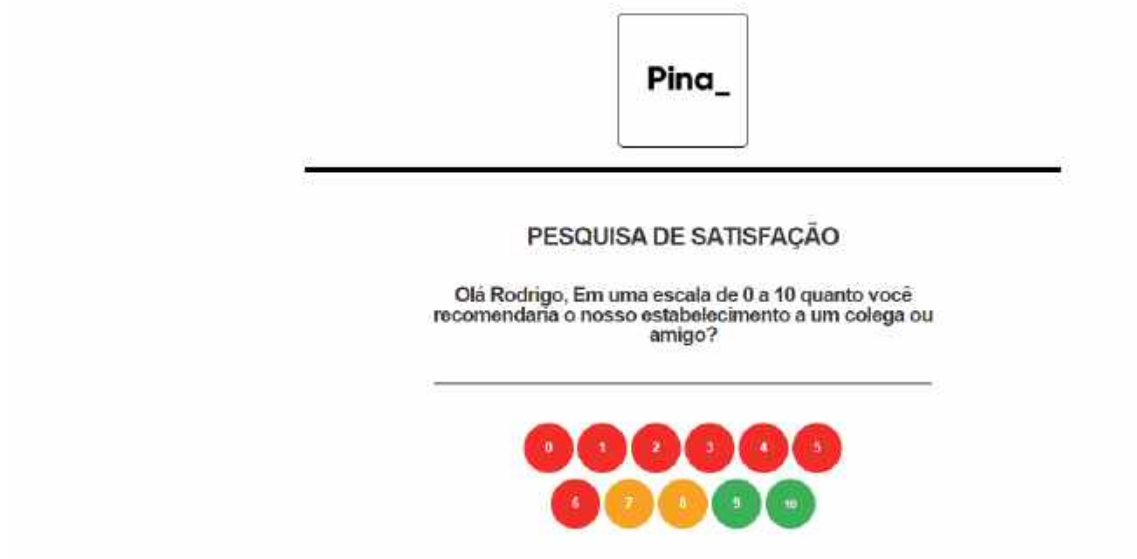 Pina_
PESQUISA DE SATISFAÇÃO
Olá Rodrigo, Em uma escala de 0 a 10 quanto você
recomendaria o nosso estabelecimento a um colega ou
amigo?
0 1 2 3 4 5
6 7 8 9 10